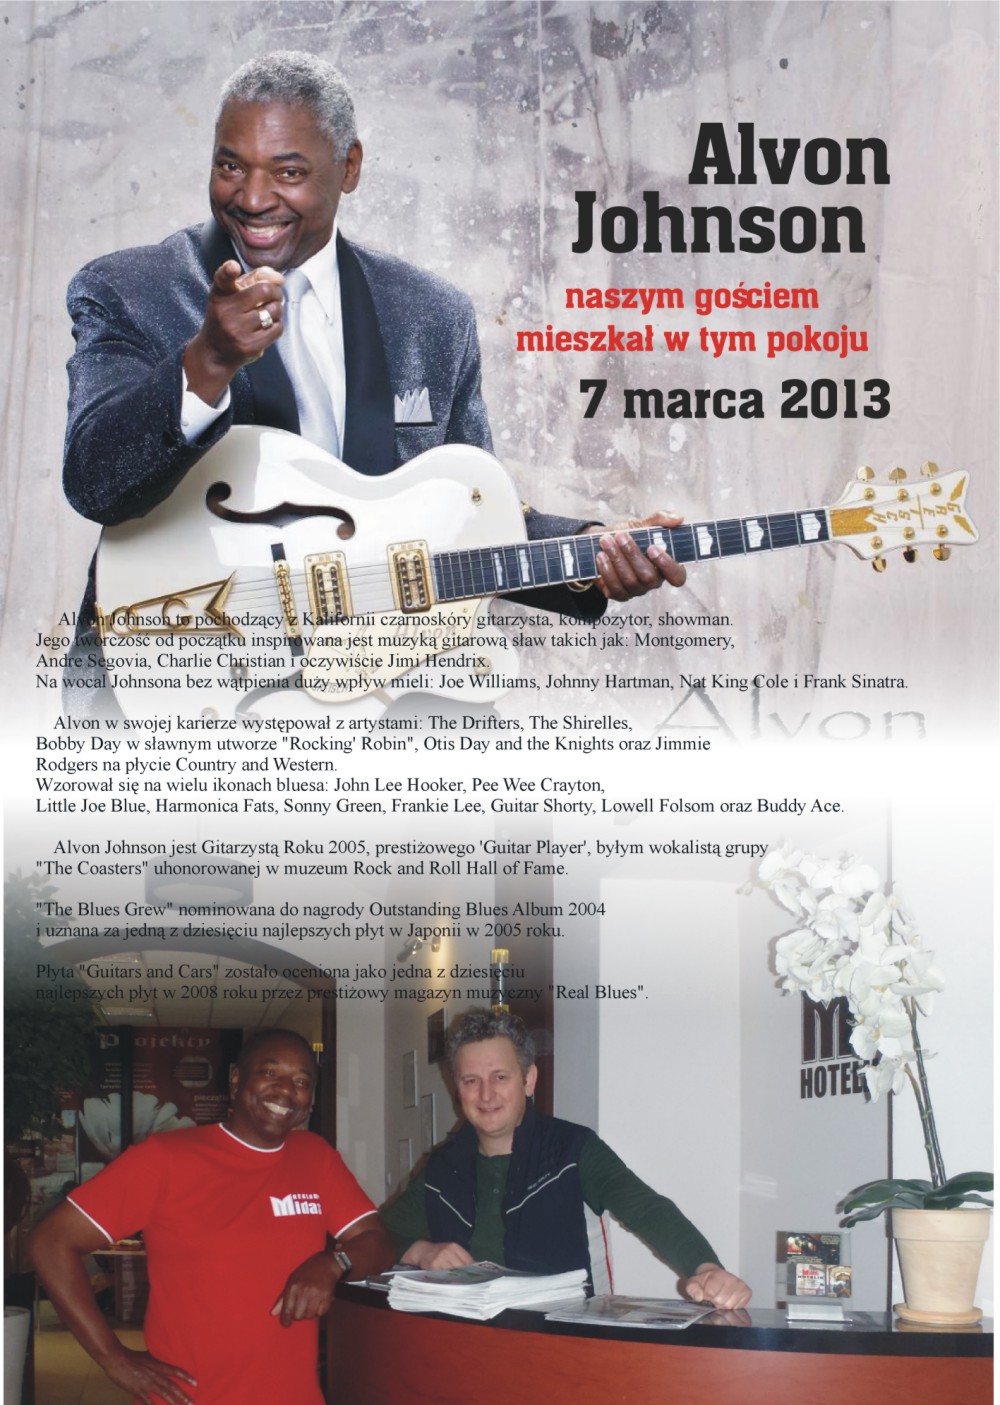 Alvon
Johnson
naszym gościem
mieszkał w tym pokoju
7 marca 2013
GRETSCH
G
Alvon Johnson to pochodzący z Kalifornii czarnoskóry gitarzysta, kompozytor, showman.
Jego twórczość od początku inspirowana jest muzyką gitarową sław takich jak: Montgomery,
Andre Segovia, Charlie Christian i oczywiście Jimi Hendrix.
Na wocal Johnsona bez wątpienia duży wpływ mieli: Joe Williams, Johnny Hartman, Nat King Cole i Frank Sinatra.
Alvon
Alvon w swojej karierze występował z artystami: The Drifters, The Shirelles,
Bobby Day w sławnym utworze "Rocking' Robin", Otis Day and the Knights oraz Jimmie
Rodgers na płycie Country and Western.
Wzorował się na wielu ikonach bluesa: John Lee Hooker, Pee Wee Crayton,
Little Joe Blue, Harmonica Fats, Sonny Green, Frankie Lee, Guitar Shorty, Lowell Folsom oraz Buddy Ace.
Alvon Johnson jest Gitarzystą Roku 2005, prestiżowego 'Guitar Player', byłym wokalistą grupy
"The Coasters" uhonorowanej w muzeum Rock and Roll Hall of Fame.
"The Blues Grew" nominowana do nagrody Outstanding Blues Album 2004
i uznana za jedną z dziesięciu najlepszych płyt w Japonii w 2005 roku.
Płyta "Guitars and Cars" zostało oceniona jako jedna z dziesięciu
najlepszych płyt w 2008 roku przez prestiżowy magazyn muzyczny "Real Blues".
Projekty
M
HOTEL
REKLAMA
Midas